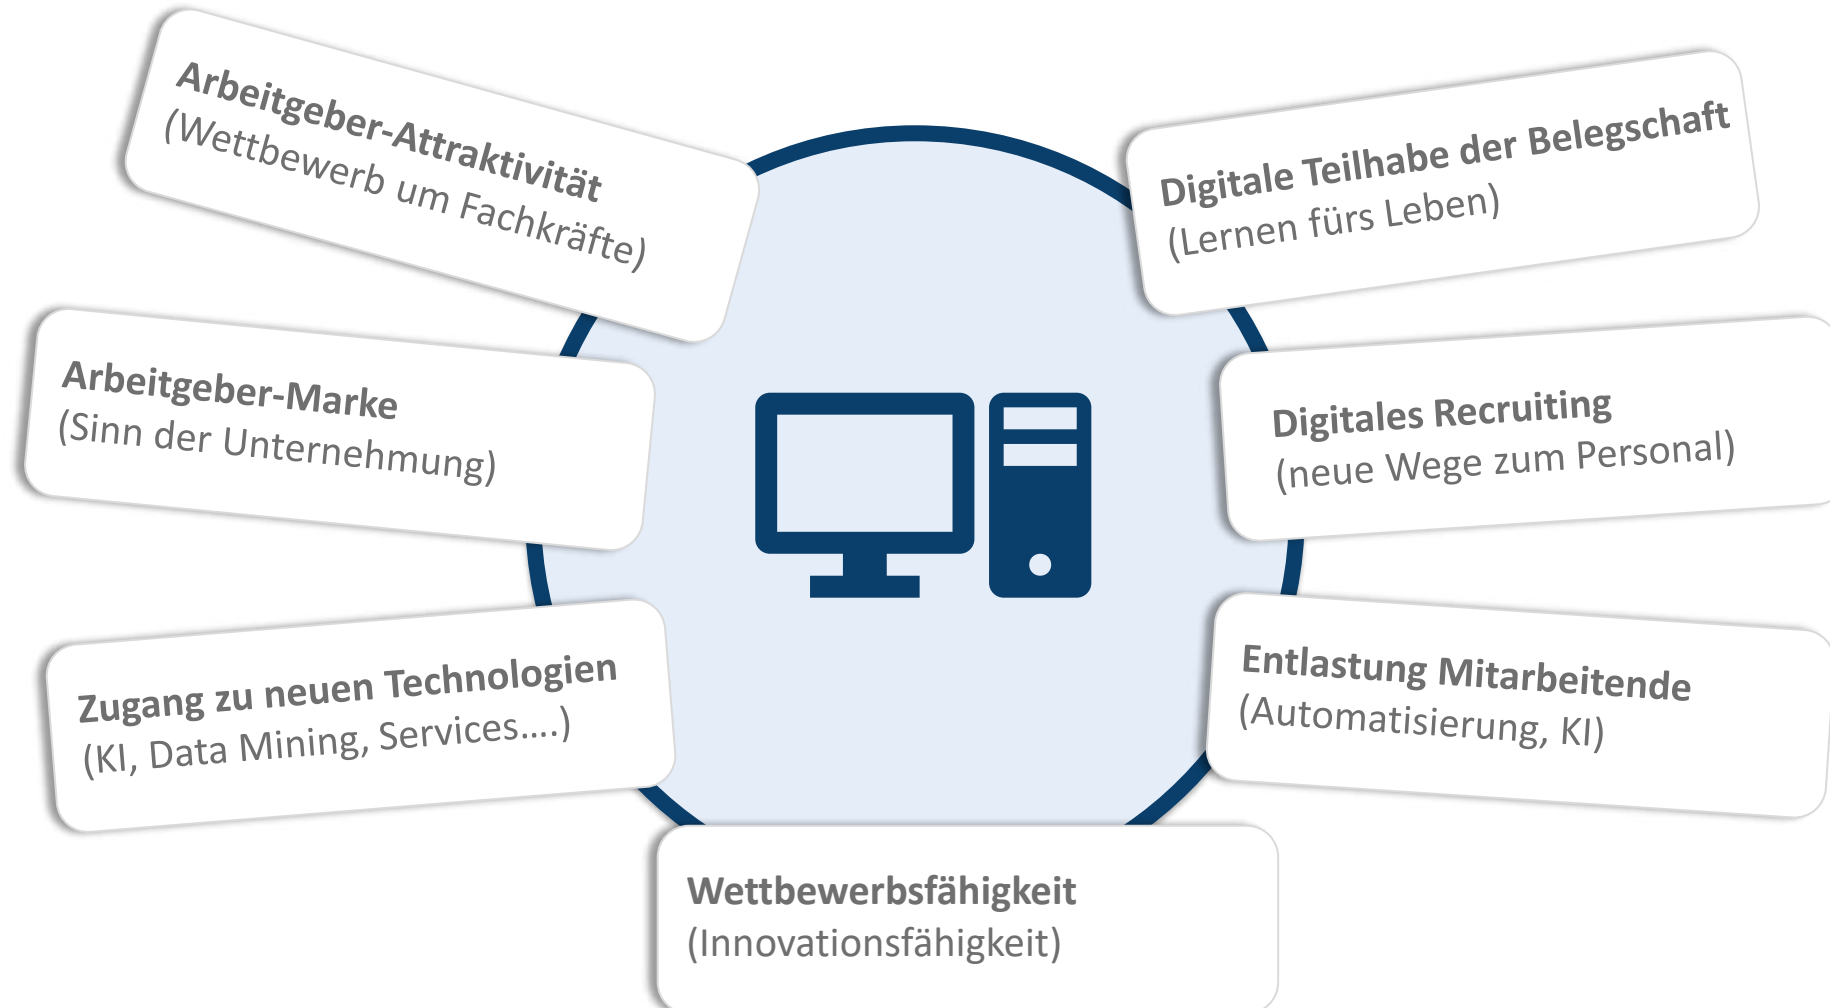 Arbeitgeber-Attraktivität
(Wettbewerb um Fachkräfte)
Arbeitgeber-Marke
(Sinn der Unternehmung)
Zugang zu neuen Technologien
(KI, Data Mining, Services....)
Wettbewerbsfähigkeit
(Innovationsfähigkeit)
Digitale Teilhabe der Belegschaft
(Lernen fürs Leben)
Digitales Recruiting
(neue Wege zum Personal)
Entlastung Mitarbeitende
(Automatisierung, KI)